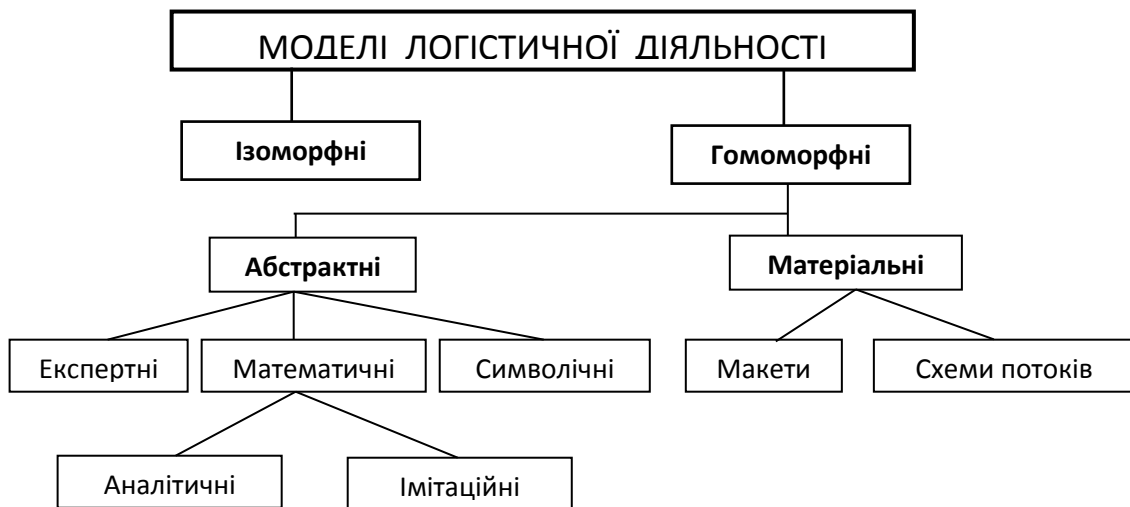 МОДЕЛІ ЛОГІСТИЧНОЇ ДІЯЛЬНОСТІ
Ізоморфні
Гомоморфні
Абстрактні
Матеріальні
Експертні
Математичні
Символічні
Макети
Схеми потоків
Аналітичні
Імітаційні